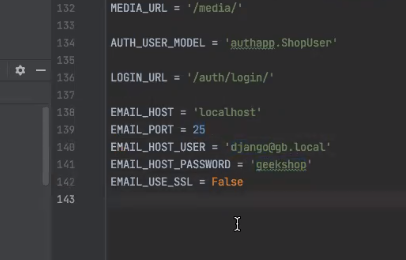 132 MEDIA_URL = '/media/'
133
134 AUTH_USER_MODEL = 'authapp.ShopUser'
135
136 LOGIN_URL = '/auth/login/'
137
138 EMAIL_HOST = 'localhost'
139 EMAIL_PORT = 25
140 EMAIL_HOST_USER = 'django@gb.local'
141 EMAIL_HOST_PASSWORD = 'geekshop'
142 EMAIL_USE_SSL = False
143